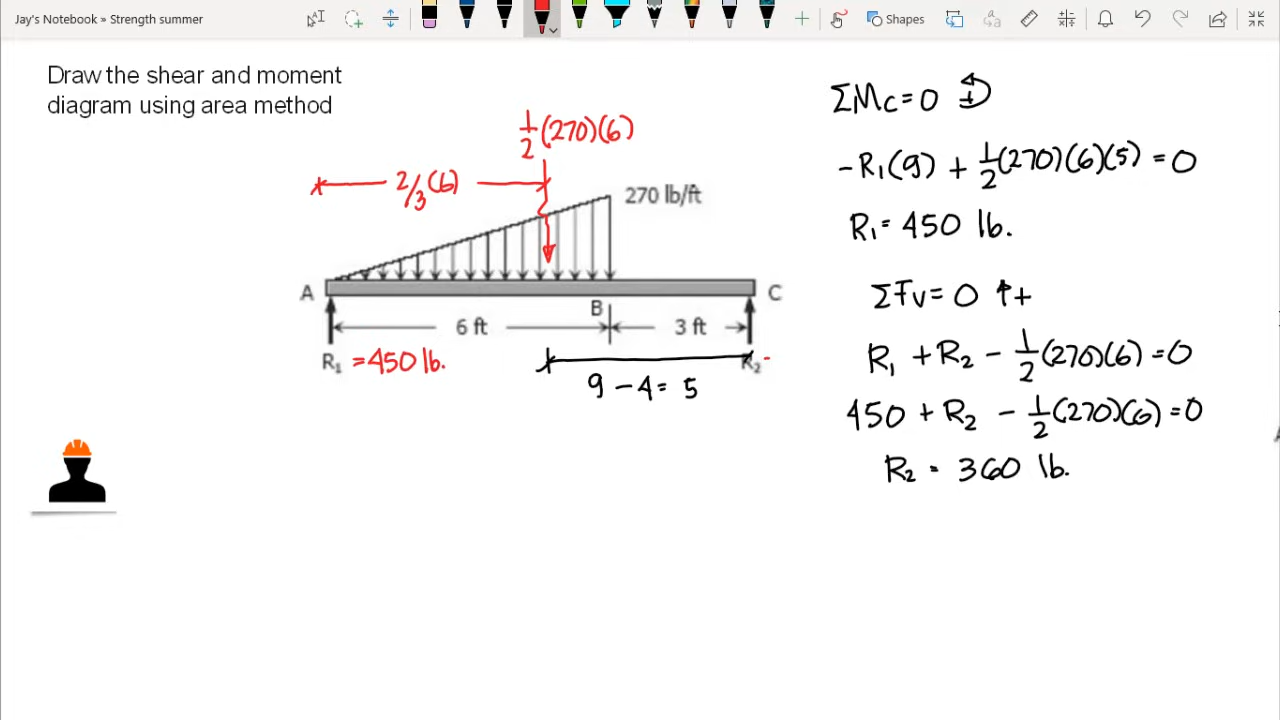 Jay's Notebook » Strength summer
Shapes
Draw the shear and moment
diagram using area method
1/2(270)(6)
2/3(6)
270 lb/ft
A
B
C
6 ft
3 ft
R₁ =450 lb.
R₂ -
9 - 4 = 5
ΣMc=0
-R₁(9) + 1/2(270)(6)(5) = 0
R₁= 450 lb.
ΣFv= 0 ↑+
R₁ + R₂ - 1/2(270)(6) = 0
450 + R₂ - 1/2(270)(6) = 0
R₂ = 360 lb.